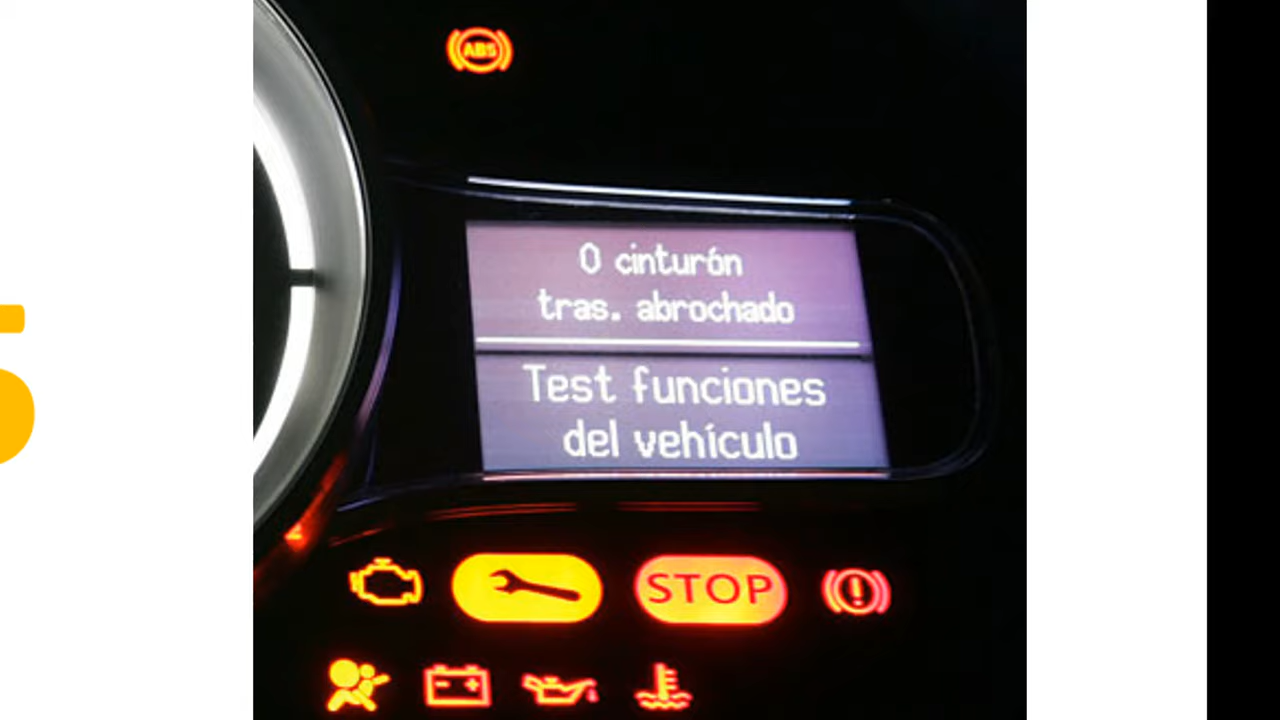 ABS
0 cinturón
tras. abrochado
Test funciones
del vehículo
STOP